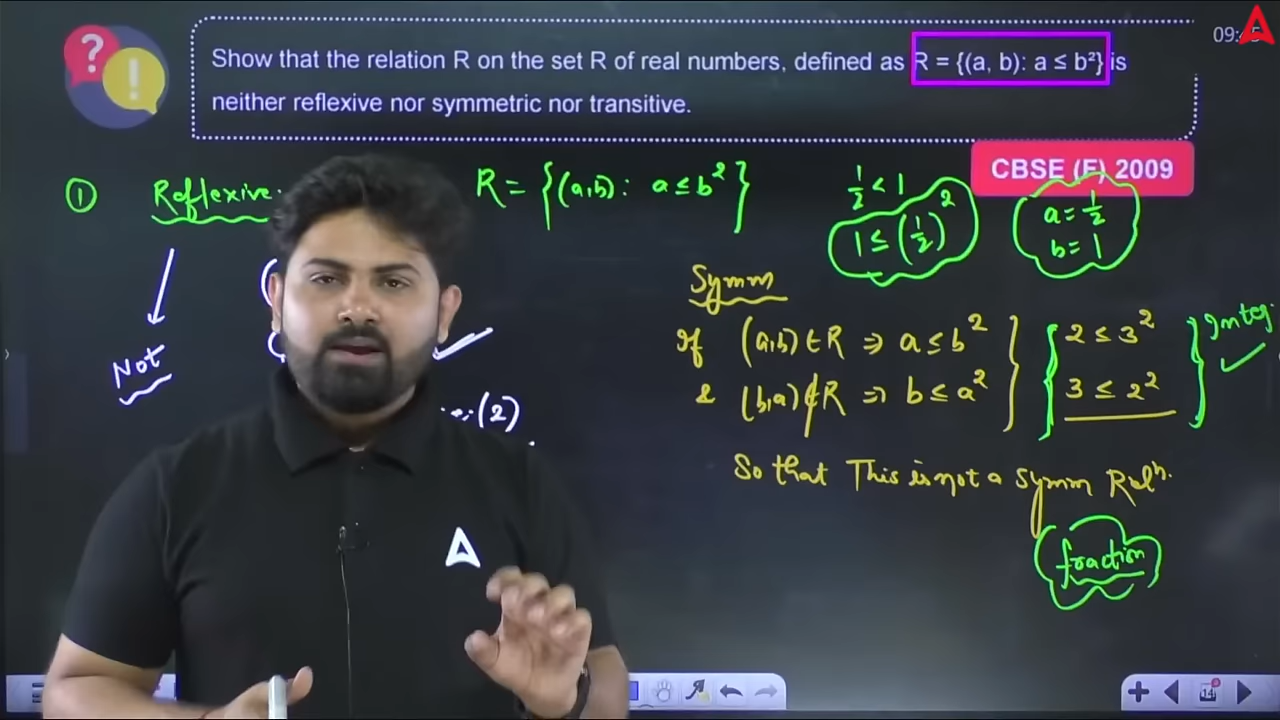 Show that the relation R on the set R of real numbers, defined as R = {(a, b): a ≤ b²} is
neither reflexive nor symmetric nor transitive.
CBSE (F) 2009
① Reflexive:
R = {(a,b): a ≤ b²}
1/2 < 1
1 ≤ (1/2)²
a = 1/2
b = 1
Not
(2)
Symm
If (a,b) ∈ R ⇒ a ≤ b²
& (b,a) ∉ R ⇒ b ≤ a²
2 ≤ 3²
3 ≤ 2²
Integ.
So that This is not a symm Relⁿ.
fraction
14